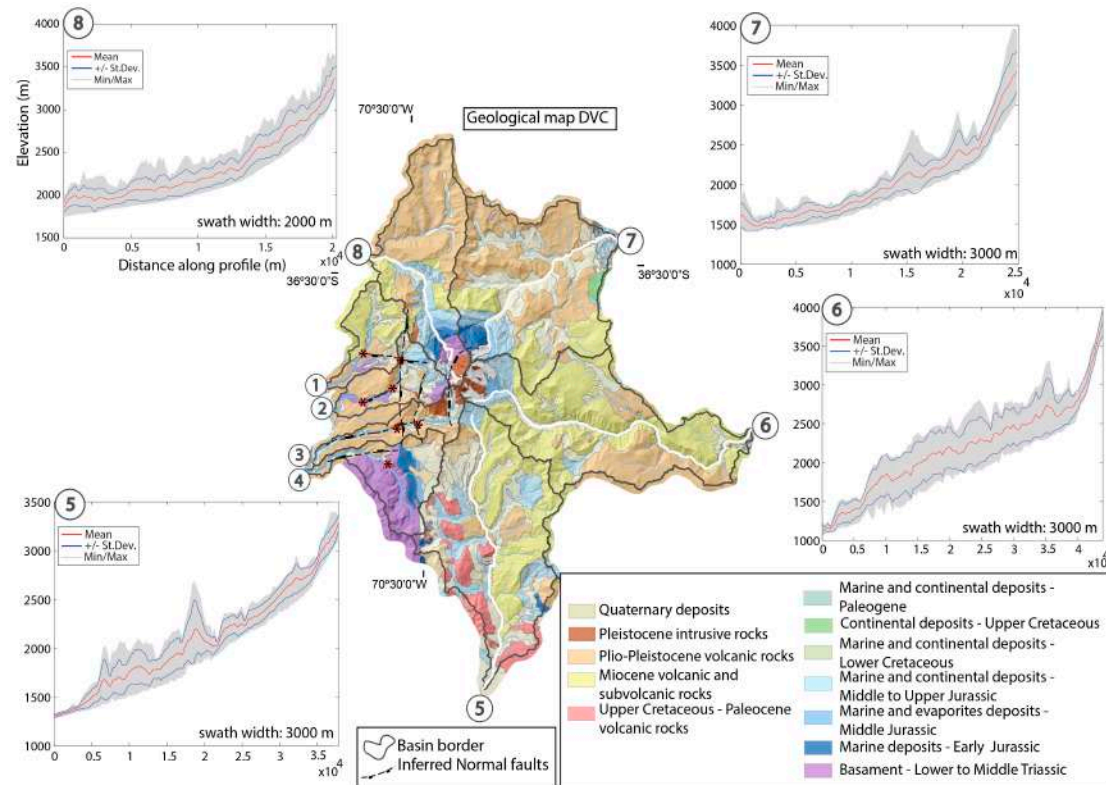 8
4000
3500
3000
2500
2000
1500
Elevation (m)
Mean
+/- St.Dev.
Min/Max
swath width: 2000 m
0
0.5
1
1.5
2
x 10⁴
Distance along profile (m)
7
4000
3500
3000
2500
2000
1500
1000
Mean
+/- St.Dev.
Min/Max
swath width: 3000 m
0
0.5
1
1.5
2
2.5
x 10⁴
70°30'0"W
Geological map DVC
36°30'0"S
36°30'0"S
70°30'0"W
8
7
1
2
3
4
6
5
6
4000
3500
3000
2500
2000
1500
1000
Mean
+/- St.Dev.
Min/Max
swath width: 3000 m
0
0.5
1
1.5
2
2.5
3
3.5
4
x10⁴
5
3500
3000
2500
2000
1500
1000
Mean
+/- St.Dev.
Min/Max
swath width: 3000 m
0
0.5
1
1.5
2
2.5
3
3.5
x10⁴
Basin border
Inferred Normal faults
Quaternary deposits
Pleistocene intrusive rocks
Plio-Pleistocene volcanic rocks
Miocene volcanic and
subvolcanic rocks
Upper Cretaceous - Paleocene
volcanic rocks
Marine and continental deposits -
Paleogene
Continental deposits - Upper Cretaceous
Marine and continental deposits -
Lower Cretaceous
Marine and continental deposits -
Middle to Upper Jurassic
Marine and evaporites deposits -
Middle Jurassic
Marine deposits - Early Jurassic
Basament - Lower to Middle Triassic